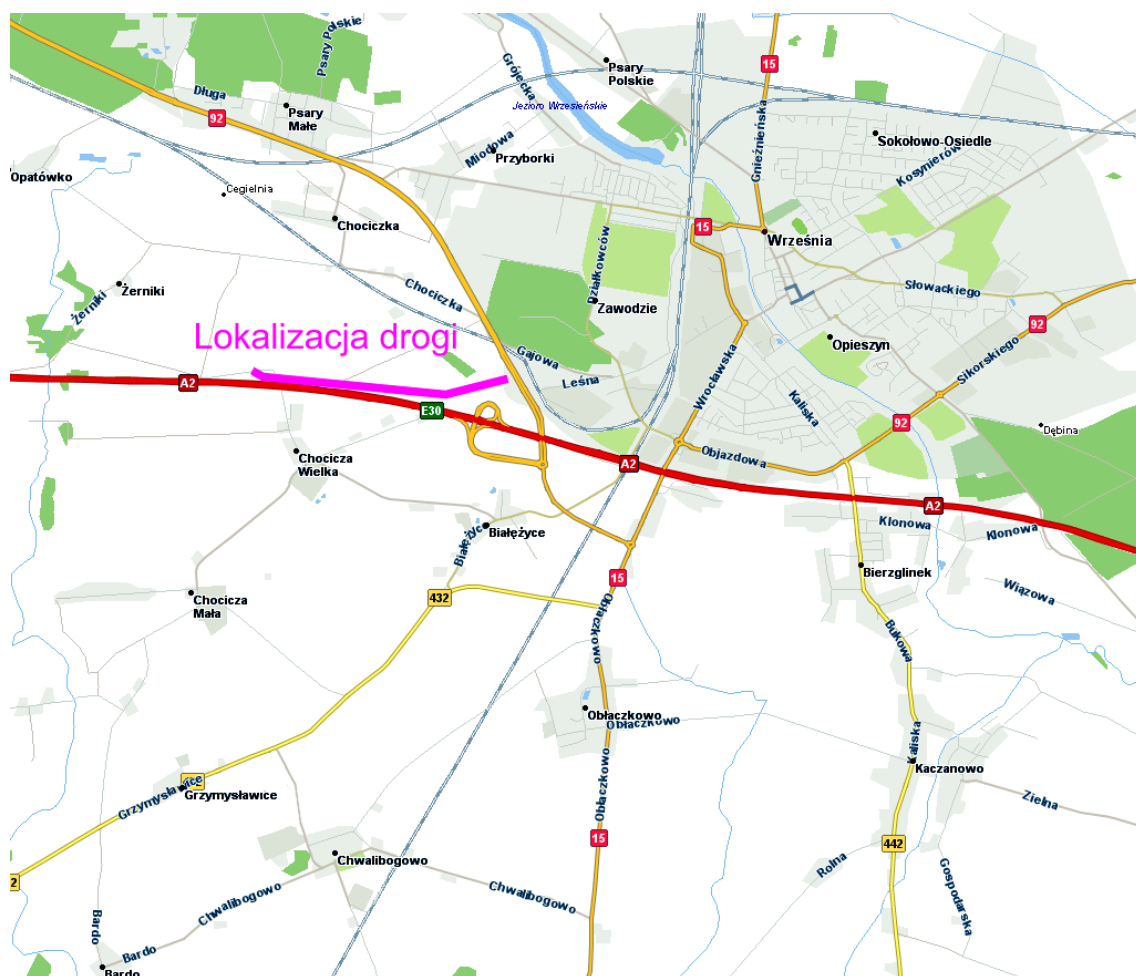 Psary Polskie
Grójecka
Psary
Polskie
15
Jezioro Wrzesieńskie
Długa
92
Psary
Małe
Miodowa
Przyborki
Gnieźnieńska
Sokołowo-Osiedle
Kosynierów
Opatówko
Cegielnia
Chociczka
15
Września
Działkowców
Żerniki
Żerniki
Chociczka
Zawodzie
Słowackiego
Lokalizacja drogi
Gajowa
Leśna
Wrocławska
Opieszyn
92
Sikorskiego
A2
E30
Kaliska
92
Dębina
Chocicza
Wielka
A2
Objazdowa
A2
Klonowa
Klonowa
Białężyce
Białężyce
Bierzglinek
Chocicza
Mała
432
15
Obłaczkowo
Wiązowa
Bukowa
Obłaczkowo
Obłaczkowo
Obłaczkowo
Kaliska
Kaczanowo
Grzymysławice
Grzymysławice
Zielna
15
442
Chwalibogowo
Rolna
Gospodarska
2
Chwalibogowo
Chwalibogowo
Bardo
Bardo
Bardo